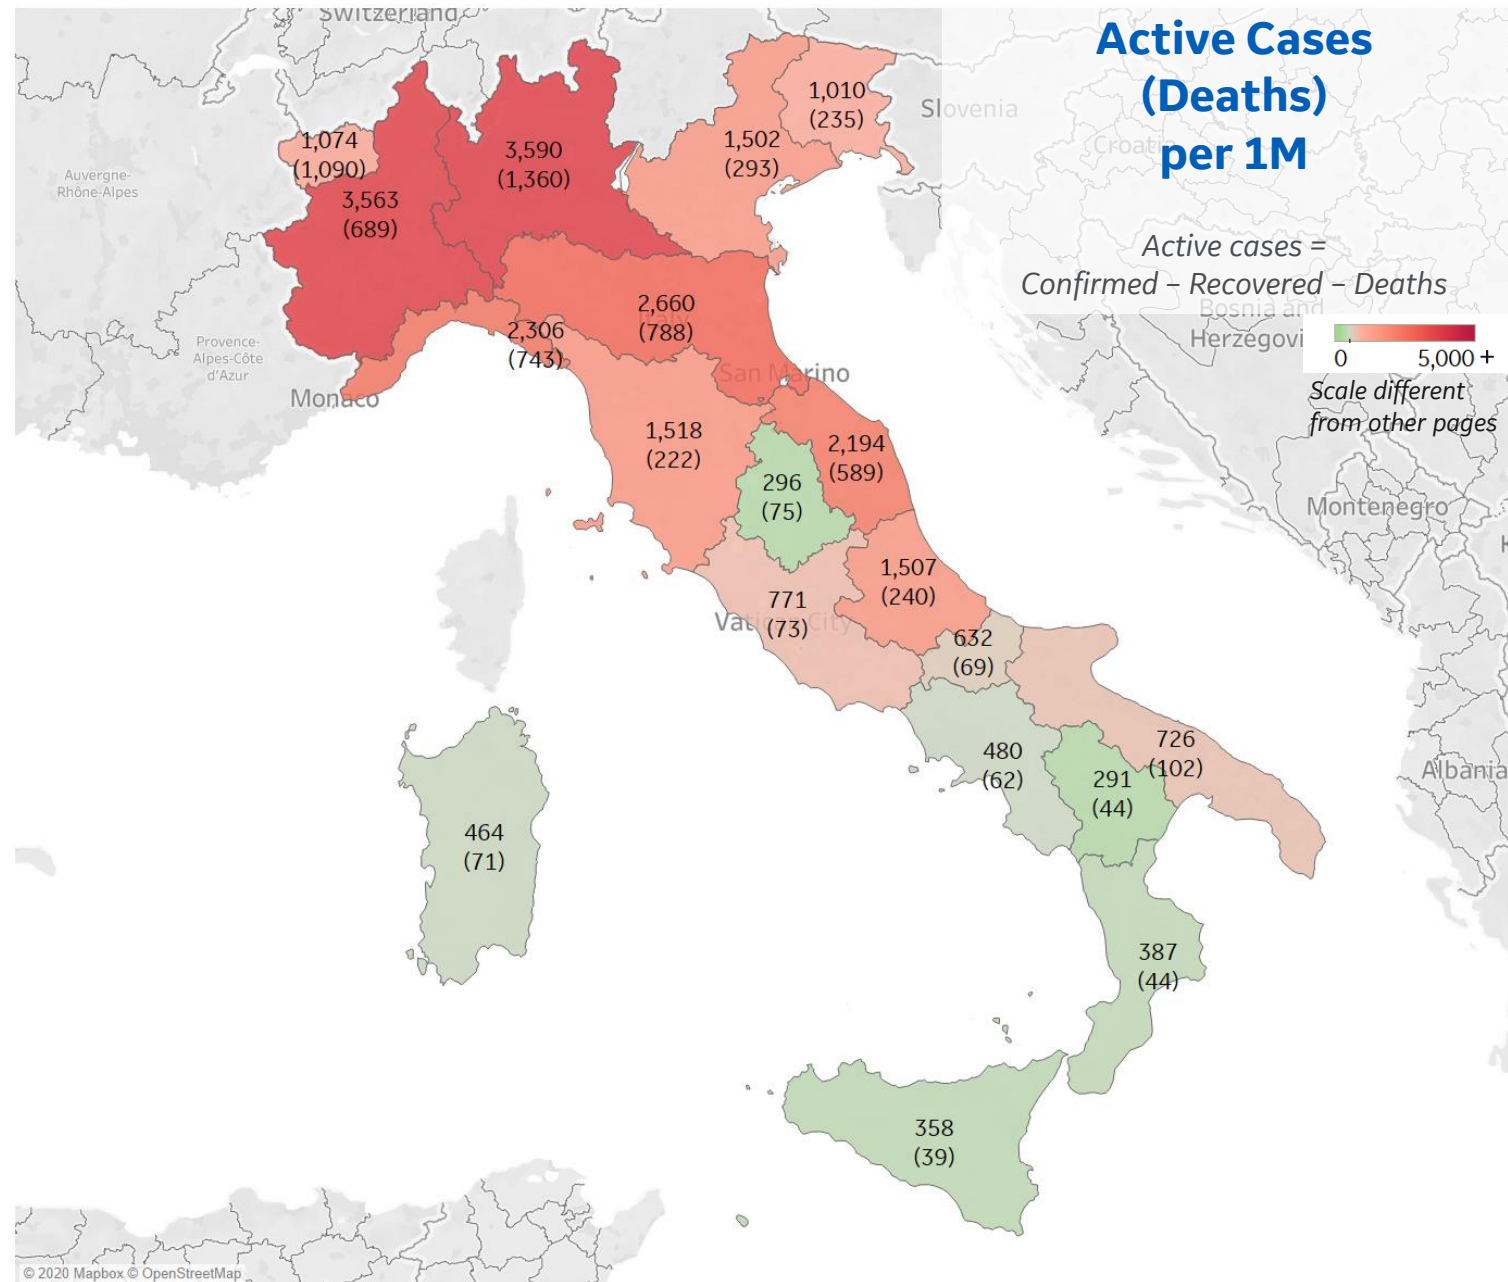 Switzerland
Active Cases
(Deaths)
per 1M
Active cases =
Confirmed – Recovered – Deaths
0 5,000 +
Scale different
from other pages
Slovenia
Croatia
Bosnia and
Herzegovi
Montenegro
K
Albania
Auvergne-
Rhône-Alpes
Provence-
Alpes-Côte
d'Azur
Monaco
San Marino
Italy
Vatican City
1,074
(1,090)
3,563
(689)
3,590
(1,360)
1,502
(293)
1,010
(235)
2,660
(788)
2,306
(743)
1,518
(222)
2,194
(589)
296
(75)
1,507
(240)
771
(73)
632
(69)
480
(62)
726
(102)
291
(44)
464
(71)
387
(44)
358
(39)
© 2020 Mapbox © OpenStreetMap